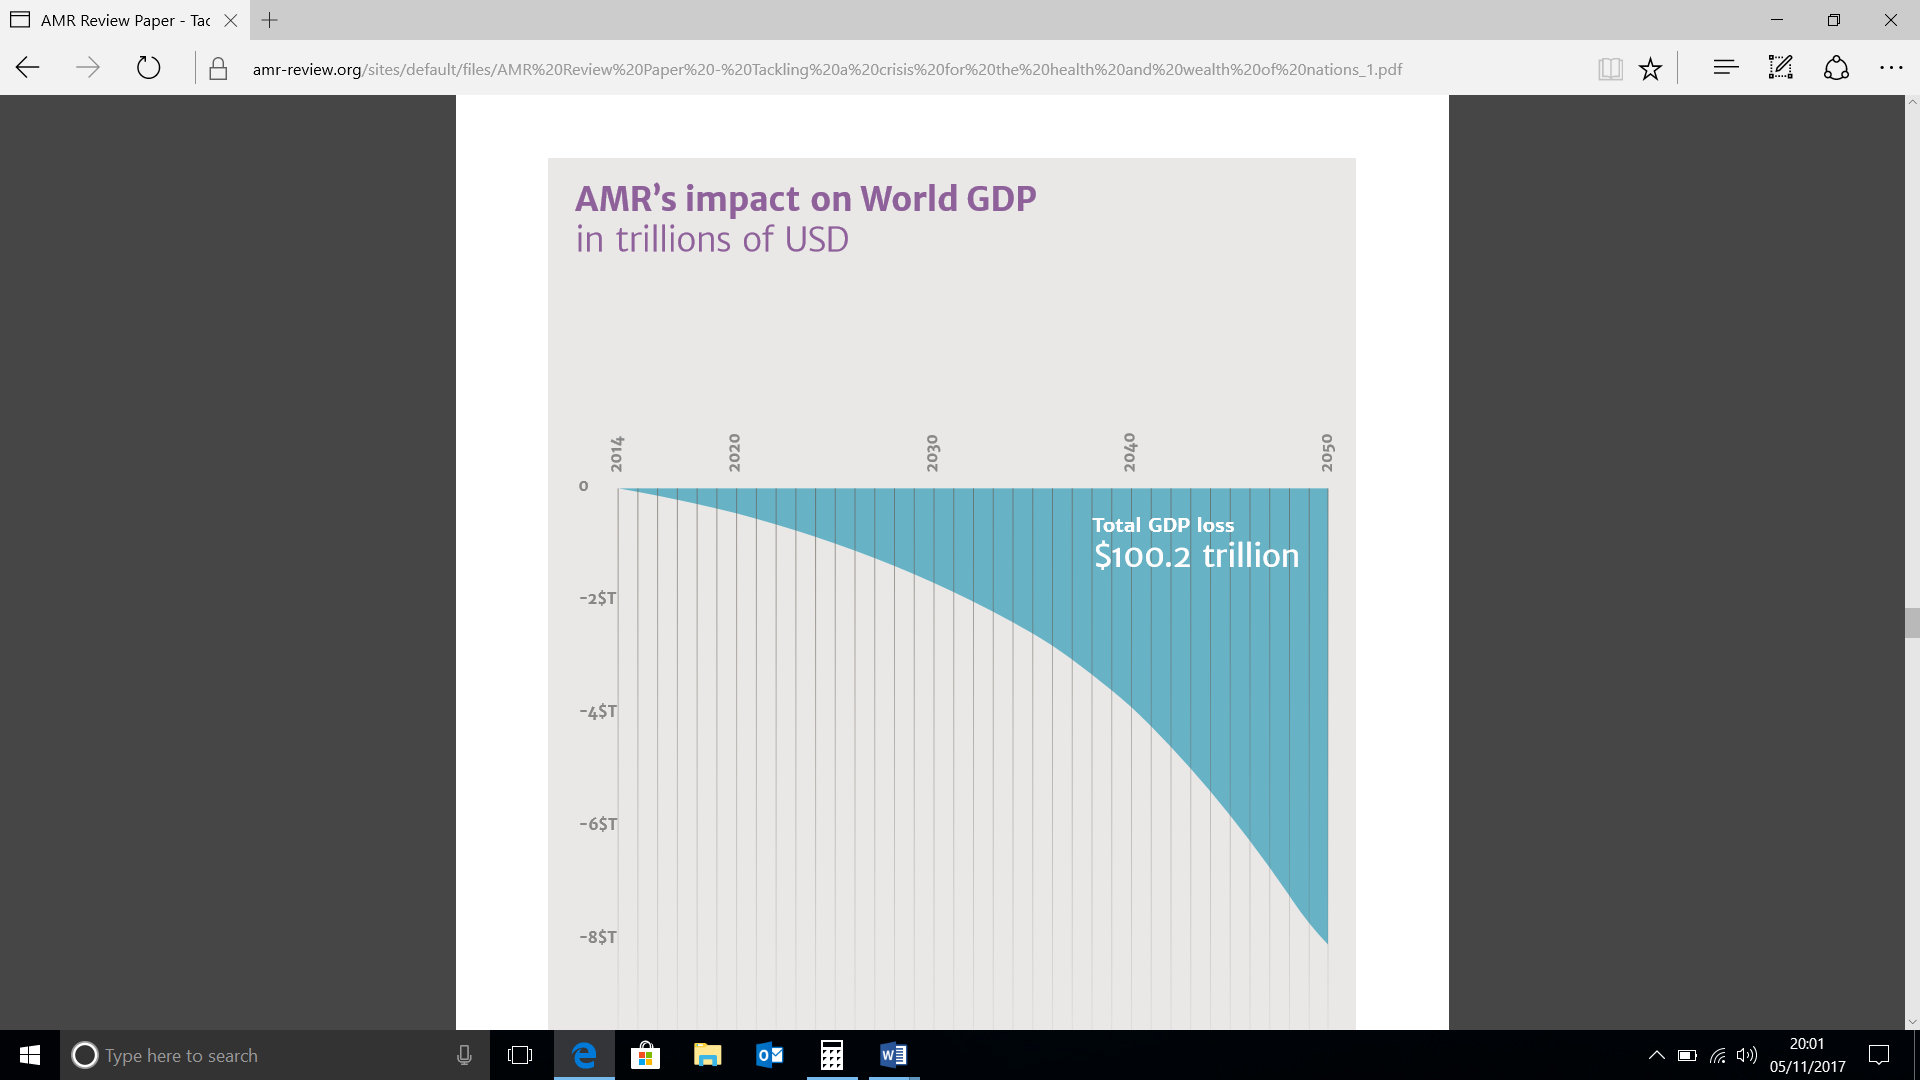 AMR Review Paper - Tac
amr-review.org/sites/default/files/AMR%20Review%20Paper%20-%20Tackling%20a%20crisis%20for%20the%20health%20and%20wealth%20of%20nations_1.pdf
AMR’s impact on World GDP
in trillions of USD
2014
2020
2030
2040
2050
0
Total GDP loss
$100.2 trillion
-2$T
-4$T
-6$T
-8$T
Type here to search
20:01
05/11/2017